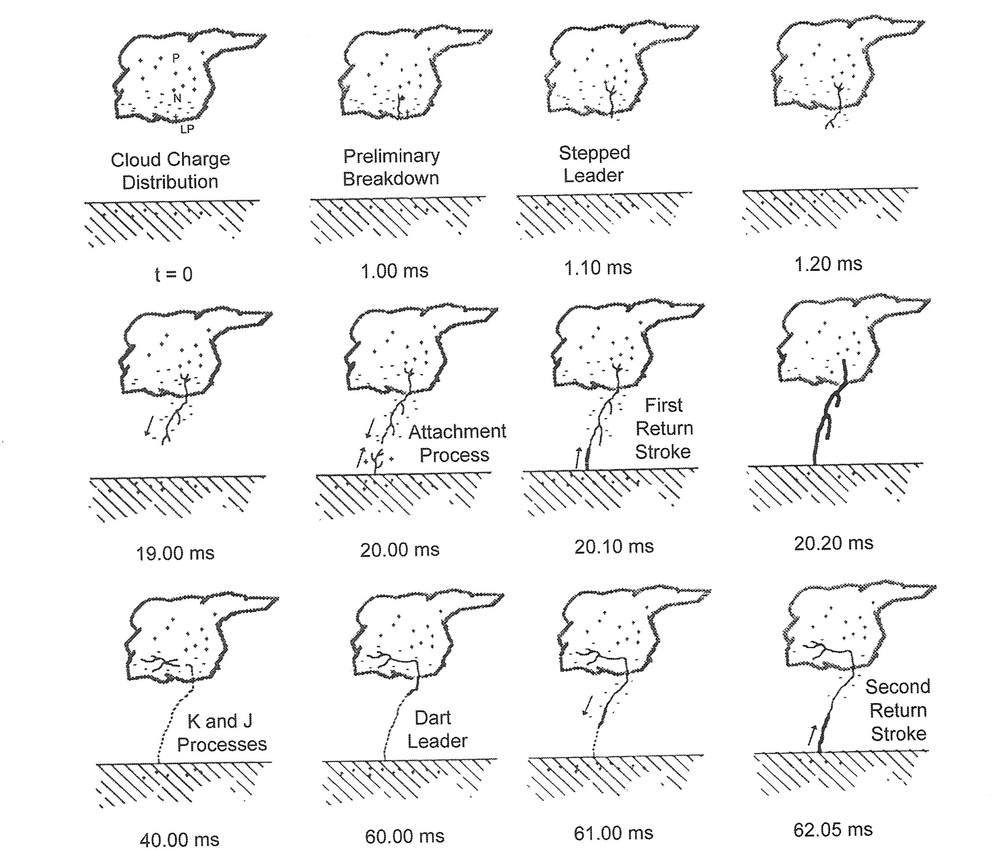 P
N
LP
Cloud Charge
Distribution
Preliminary
Breakdown
Stepped
Leader
t = 0
1.00 ms
1.10 ms
1.20 ms
Attachment
Process
First
Return
Stroke
19.00 ms
20.00 ms
20.10 ms
20.20 ms
K and J
Processes
Dart
Leader
Second
Return
Stroke
40.00 ms
60.00 ms
61.00 ms
62.05 ms